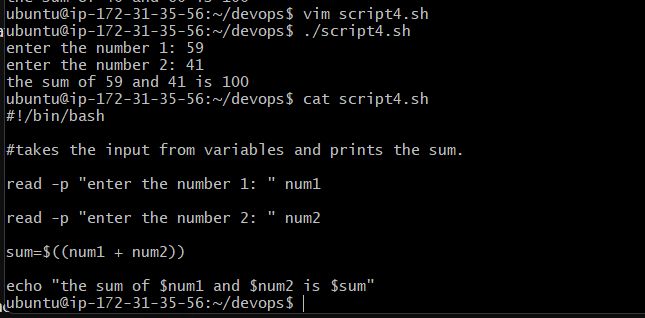 ubuntu@ip-172-31-35-56:~/devops$ vim script4.sh
ubuntu@ip-172-31-35-56:~/devops$ ./script4.sh
enter the number 1: 59
enter the number 2: 41
the sum of 59 and 41 is 100
ubuntu@ip-172-31-35-56:~/devops$ cat script4.sh
#!/bin/bash

#takes the input from variables and prints the sum.

read -p "enter the number 1: " num1

read -p "enter the number 2: " num2

sum=$((num1 + num2))

echo "the sum of $num1 and $num2 is $sum"
ubuntu@ip-172-31-35-56:~/devops$